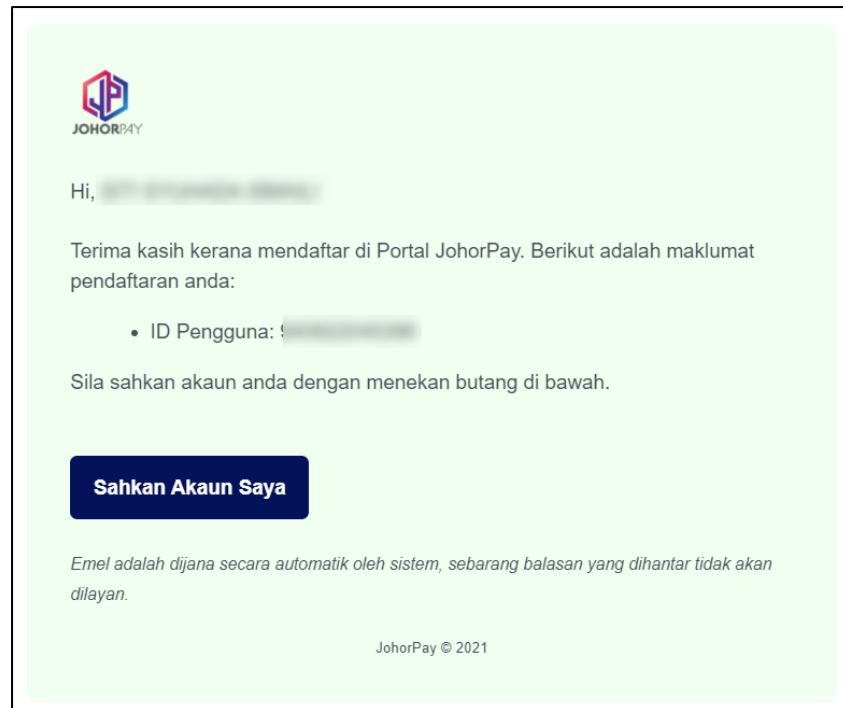 JP
JOHORPAY
Hi,
Terima kasih kerana mendaftar di Portal JohorPay. Berikut adalah maklumat
pendaftaran anda:
• ID Pengguna:
Sila sahkan akaun anda dengan menekan butang di bawah.
Sahkan Akaun Saya
Emel adalah dijana secara automatik oleh sistem, sebarang balasan yang dihantar tidak akan
dilayan.
JohorPay © 2021